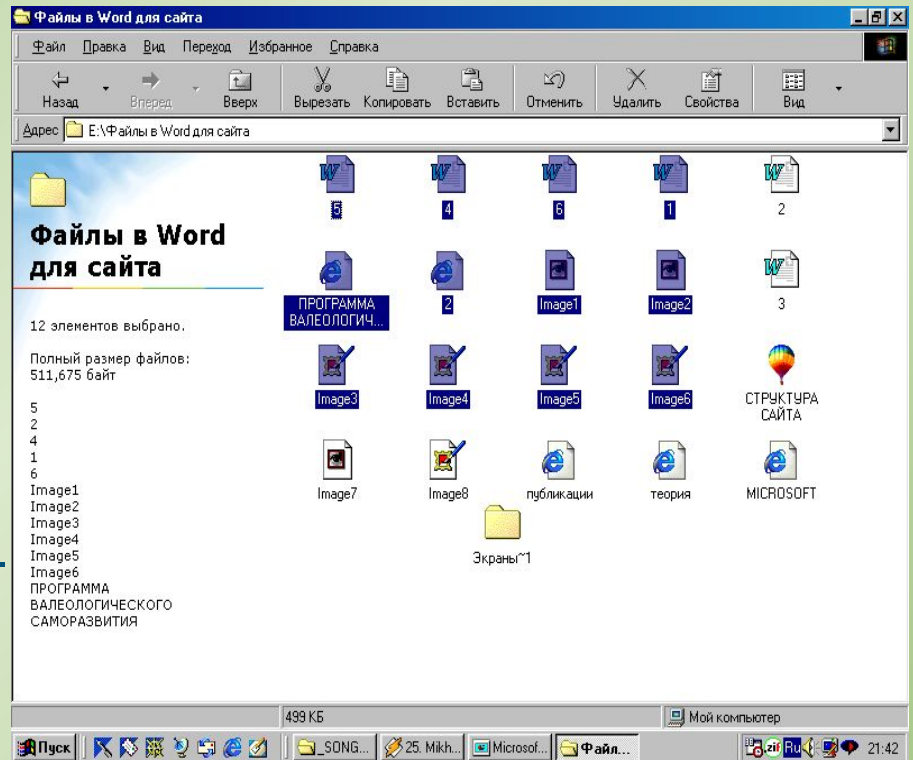 Файлы в Word для сайта
Файл Правка Вид Переход Избранное Справка
Назад Вперед Вверх Вырезать Копировать Вставить Отменить Удалить Свойства Вид
Адрес E:\Файлы в Word для сайта
Файлы в Word
для сайта
12 элементов выбрано.
Полный размер файлов:
511,675 байт
5
2
4
1
6
Image1
Image2
Image3
Image4
Image5
Image6
ПРОГРАММА
ВАЛЕОЛОГИЧЕСКОГО
САМОРАЗВИТИЯ
5 4 6 1 2
ПРОГРАММА
ВАЛЕОЛОГИЧ... 2 Image1 Image2 3
Image3 Image4 Image5 Image6 СТРУКТУРА
САЙТА
Image7 Image8 публикации теория MICROSOFT
Экраны~1
499 КБ Мой компьютер
Пуск _SONG... 25. Mikh... Microsof... Файл... .zif Ru 21:42